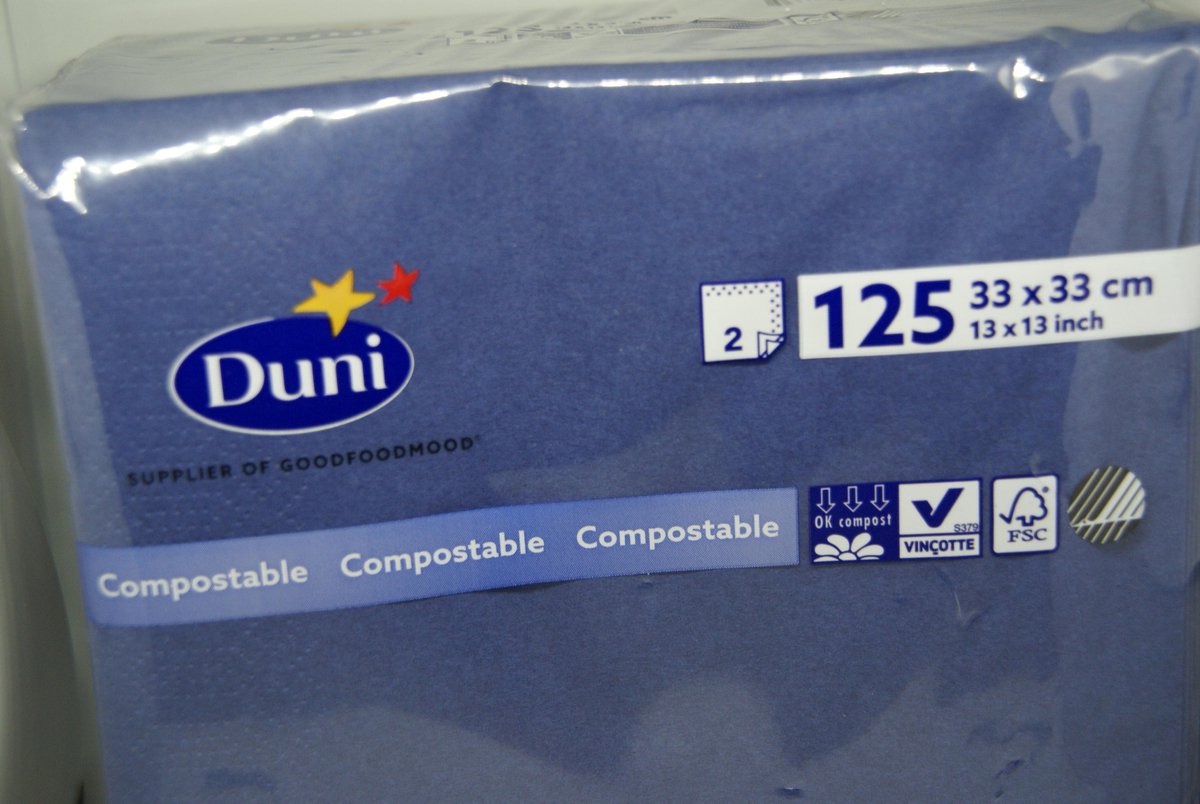 Duni
SUPPLIER OF GOODFOODMOOD®
2
125
33 x 33 cm
13 x 13 inch
Compostable Compostable Compostable
OK compost
S379
VINÇOTTE
FSC